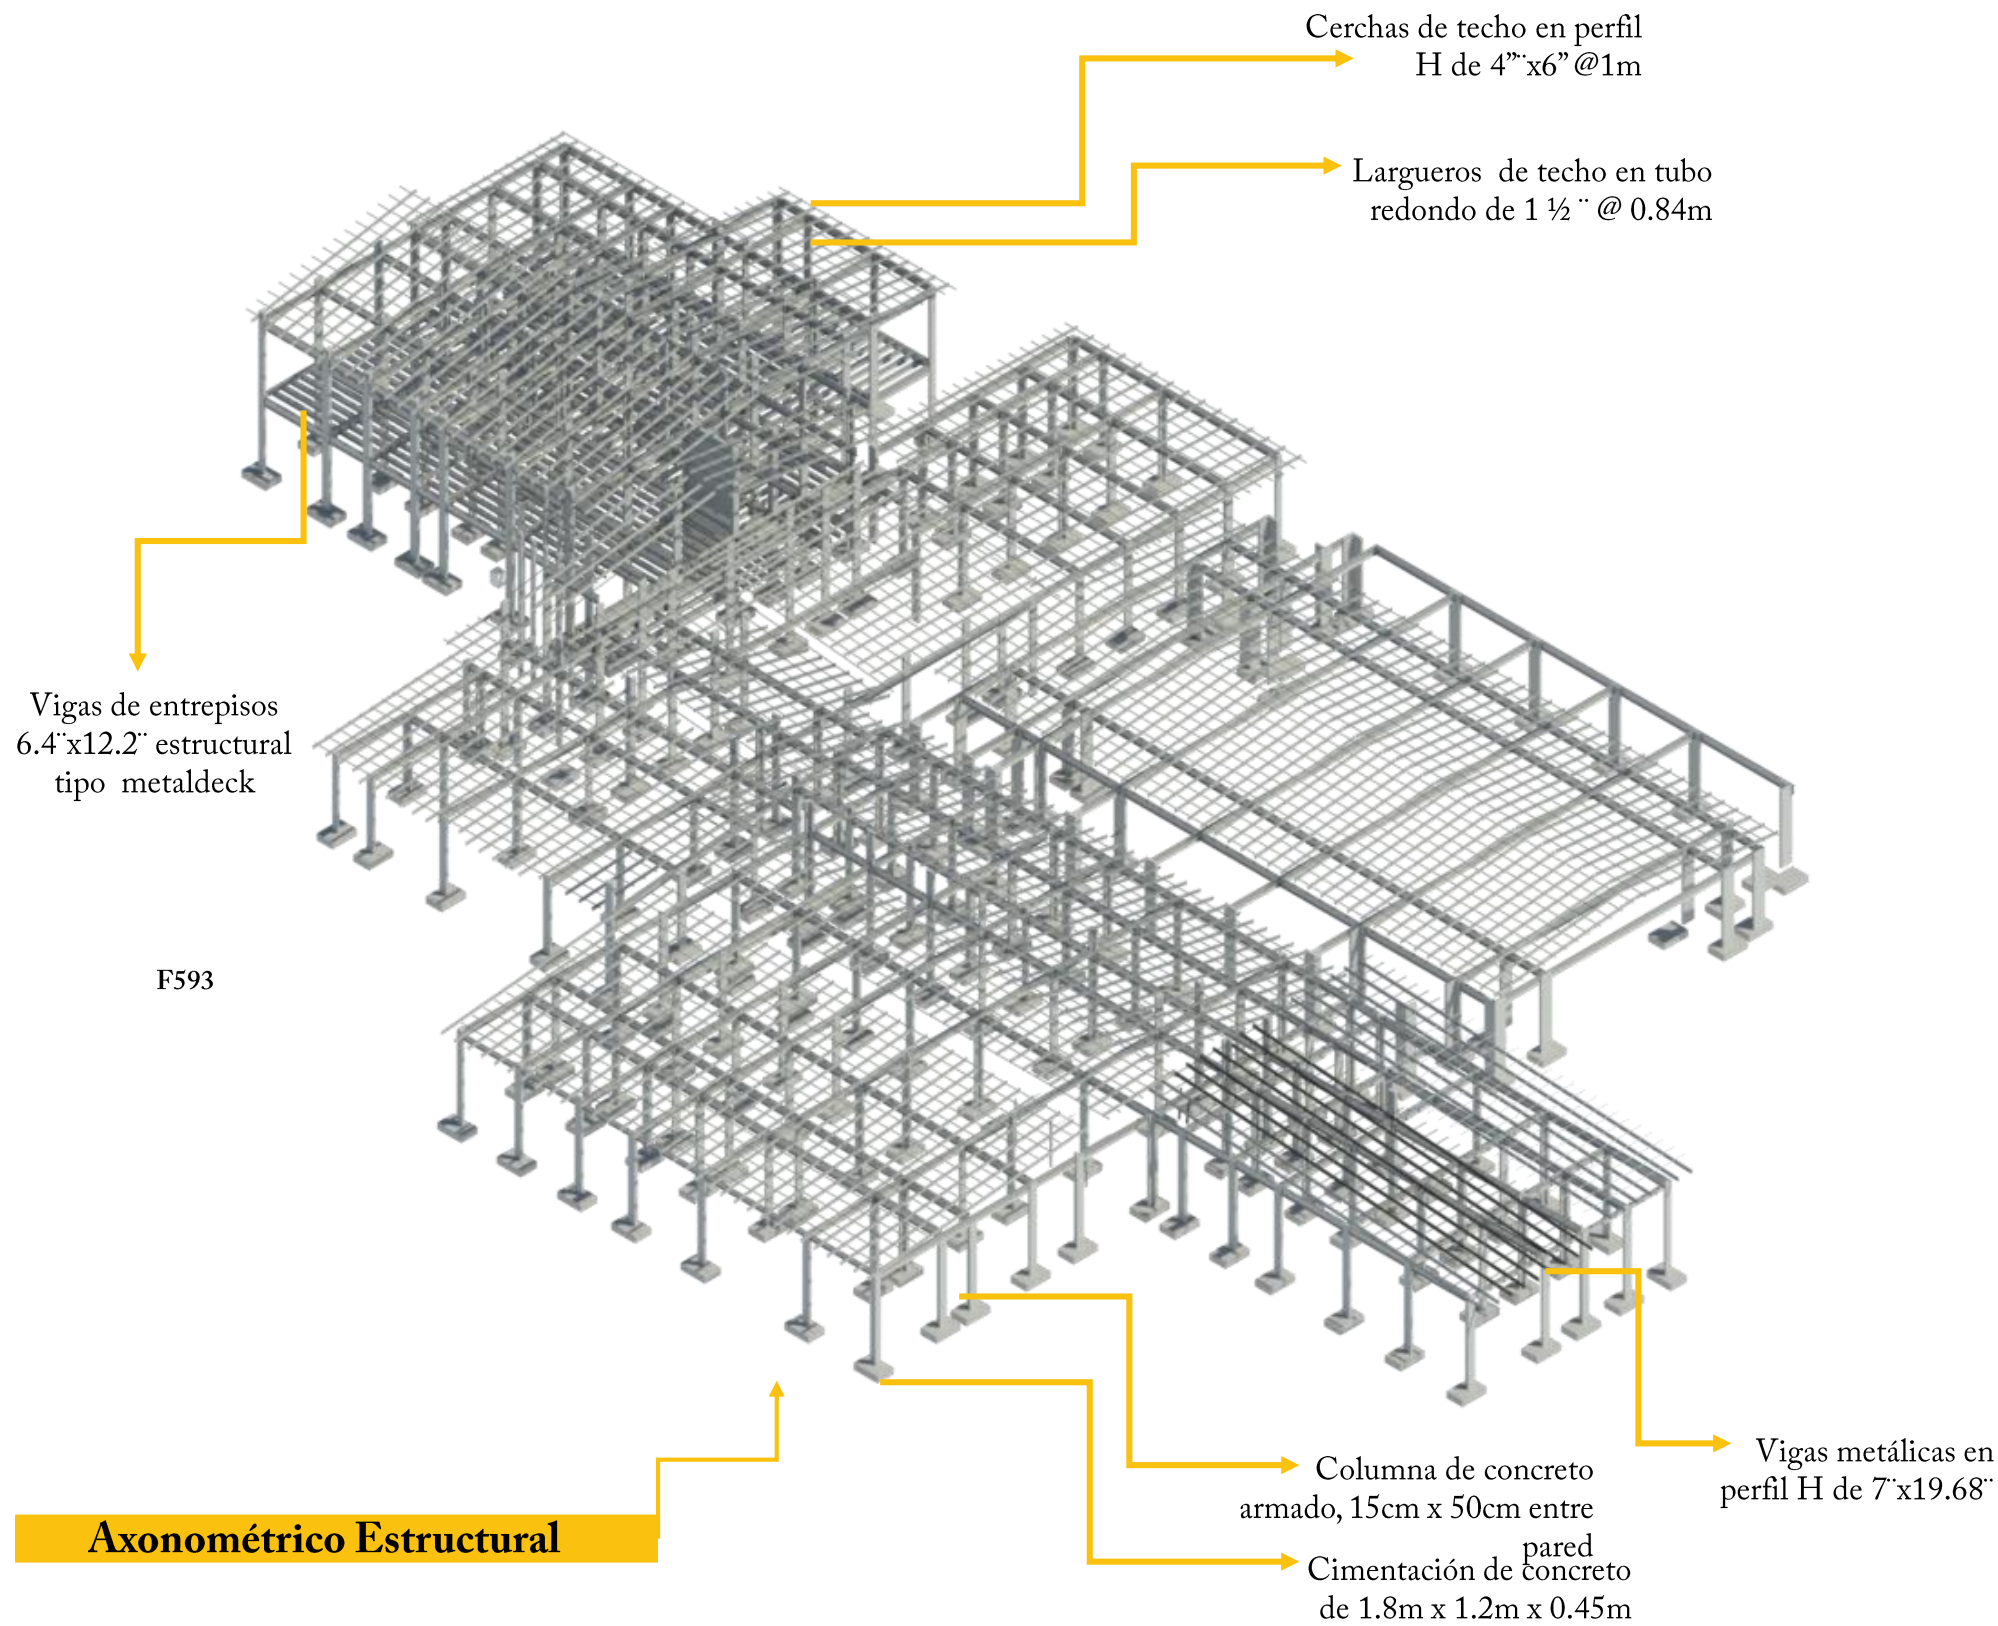 Cerchas de techo en perfil
H de 4”¨x6” @1m
Largueros  de techo en tubo
redondo de 1 ½ ¨ @ 0.84m
Vigas de entrepisos
6.4¨x12.2¨ estructural
tipo  metaldeck
F593
Vigas metálicas en
perfil H de 7¨x19.68¨
Columna de concreto
armado, 15cm x 50cm entre
pared
Cimentación de concreto
de 1.8m x 1.2m x 0.45m
Axonométrico Estructural